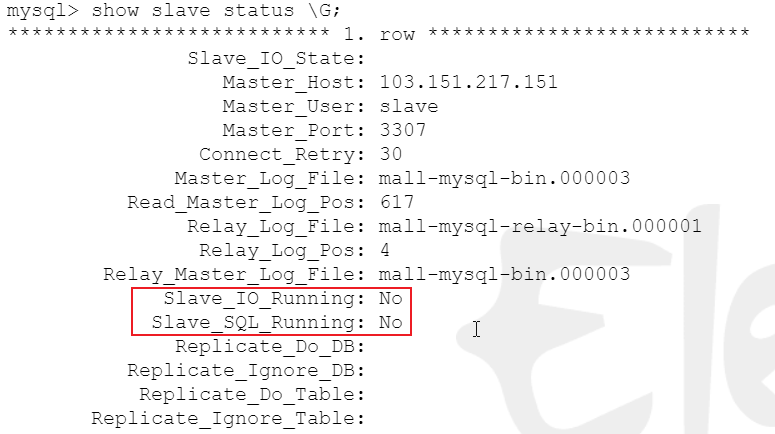 mysql> show slave status \G;
*************************** 1. row ***************************
Slave_IO_State:
Master_Host: 103.151.217.151
Master_User: slave
Master_Port: 3307
Connect_Retry: 30
Master_Log_File: mall-mysql-bin.000003
Read_Master_Log_Pos: 617
Relay_Log_File: mall-mysql-relay-bin.000001
Relay_Log_Pos: 4
Relay_Master_Log_File: mall-mysql-bin.000003
Slave_IO_Running: No
Slave_SQL_Running: No
Replicate_Do_DB:
Replicate_Ignore_DB:
Replicate_Do_Table:
Replicate_Ignore_Table: